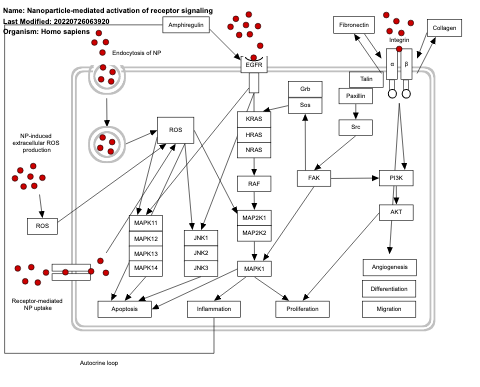 Name: Nanoparticle-mediated activation of receptor signaling
Last Modified: 20220726063920
Organism: Homo sapiens
Amphiregulin
Fibronectin
Collagen
Integrin
Endocytosis of NP
EGFR
α
β
Talin
Grb
Sos
Paxillin
KRAS
HRAS
NRAS
Src
ROS
NP-induced
extracellular ROS
production
RAF
FAK
PI3K
AKT
ROS
MAPK11
MAPK12
MAPK13
MAPK14
JNK1
JNK2
JNK3
MAP2K1
MAP2K2
MAPK1
Angiogenesis
Differentiation
Migration
Receptor-mediated
NP uptake
Apoptosis
Inflammation
Proliferation
Autocrine loop